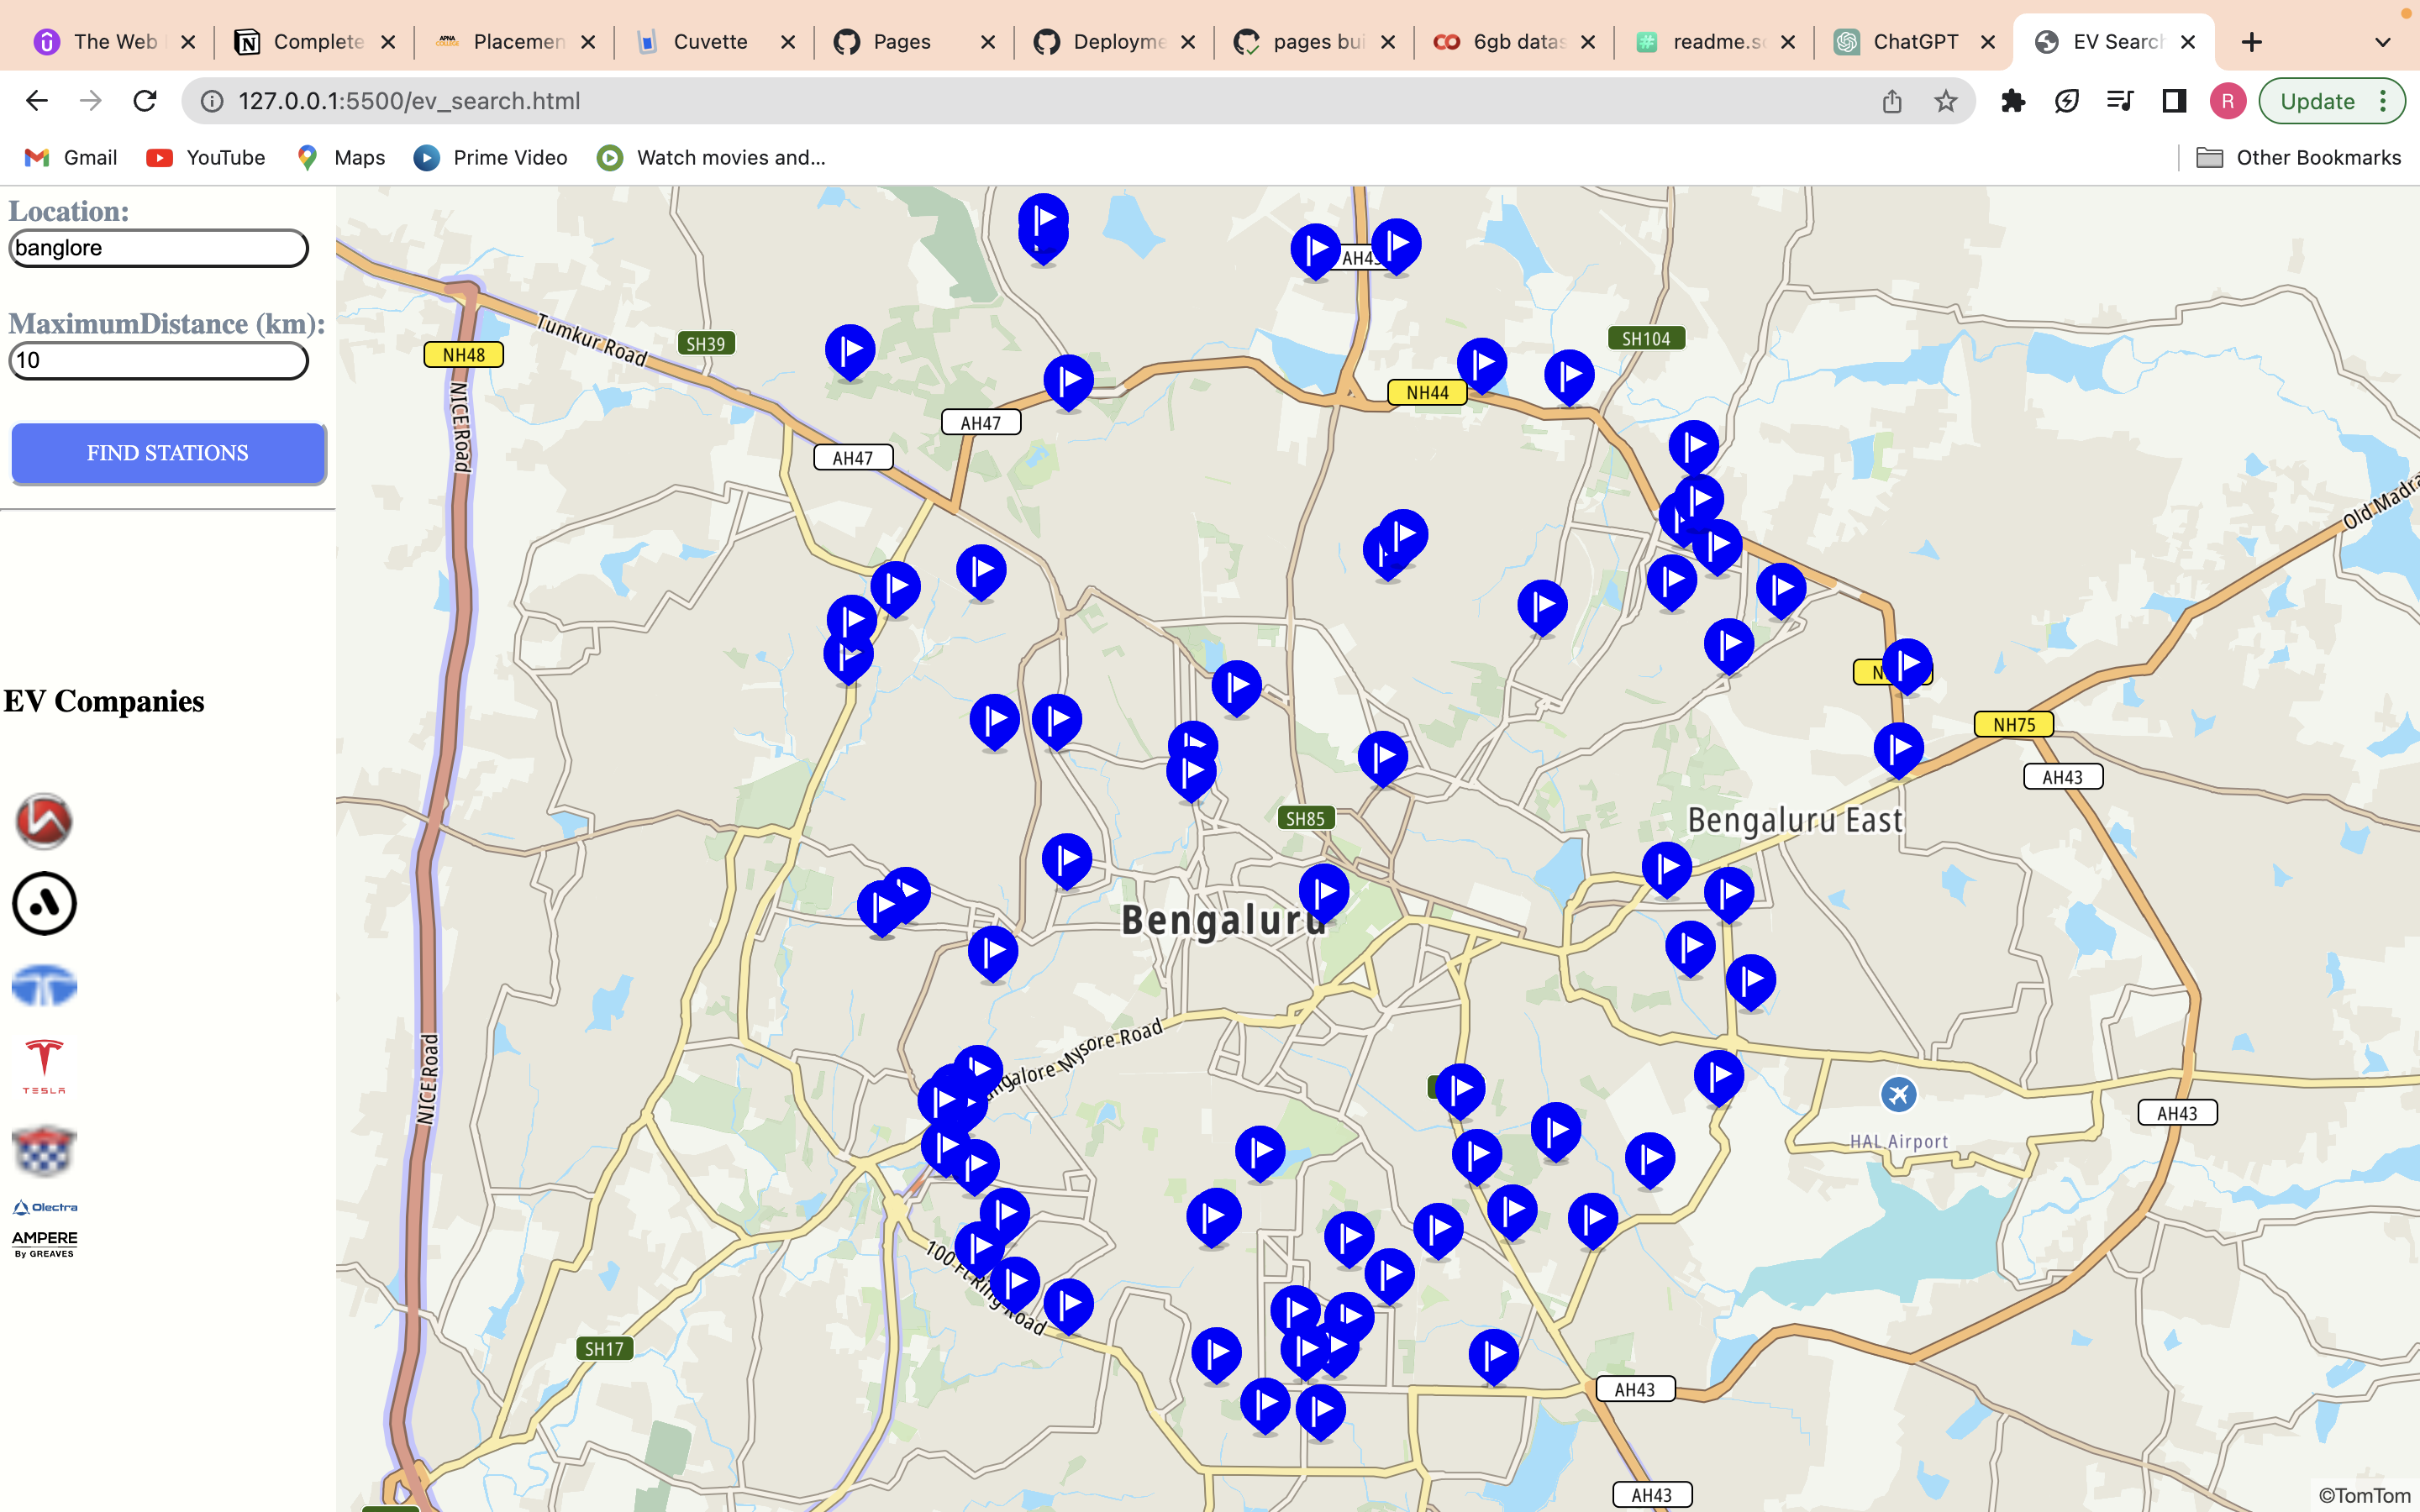 The Web
Complete
Placemen
Cuvette
Pages
Deployme
pages bui
6gb datas
readme.so
ChatGPT
EV Search
127.0.0.1:5500/ev_search.html
R
Update
Gmail
YouTube
Maps
Prime Video
Watch movies and...
Other Bookmarks
Location:
banglore
MaximumDistance (km):
10
FIND STATIONS
EV Companies
TESLA
Olectra
AMPERE
By GREAVES
AH43
Tumkur Road
SH39
SH104
NH48
NH44
NICE Road
AH47
AH47
Old Madra
NH75
AH43
SH85
Bengaluru East
Bengaluru
NICE Road
angalore Mysore Road
HAL Airport
AH43
100 Ft Ring Road
SH17
AH43
AH43
©TomTom